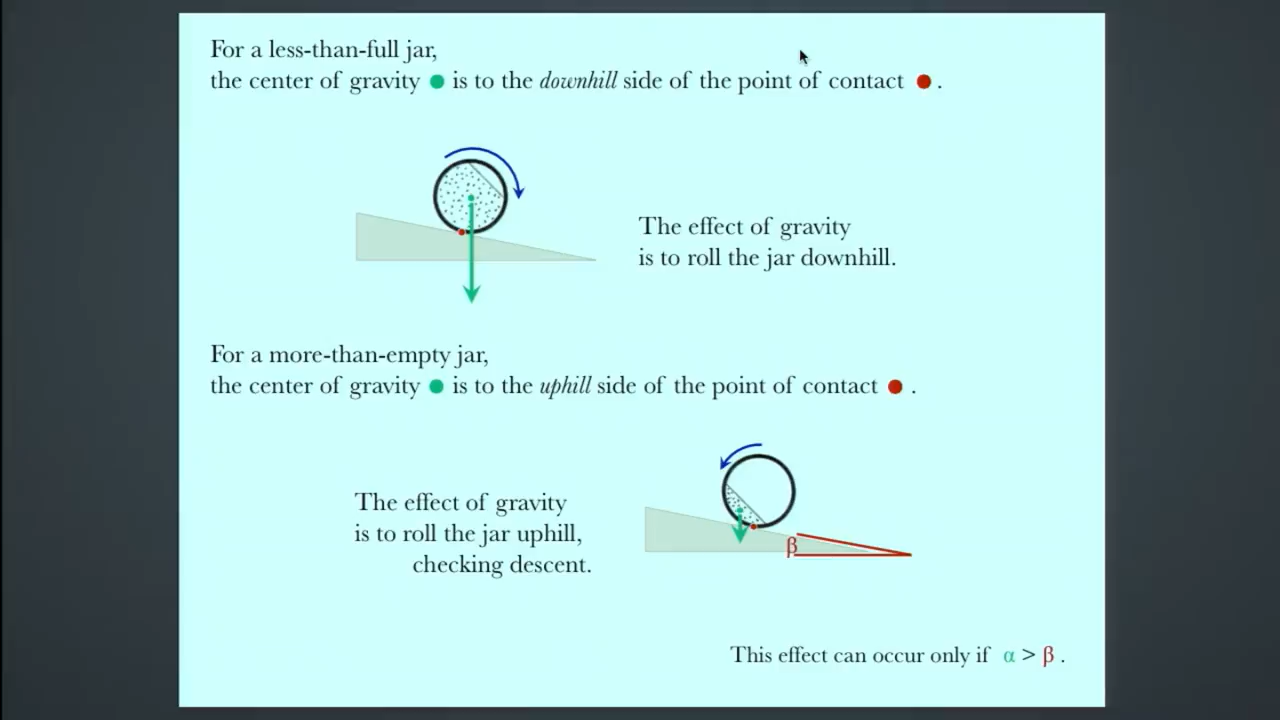 For a less-than-full jar,
the center of gravity ● is to the downhill side of the point of contact ● .
The effect of gravity
is to roll the jar downhill.
For a more-than-empty jar,
the center of gravity ● is to the uphill side of the point of contact ● .
The effect of gravity
is to roll the jar uphill,
checking descent.
β
This effect can occur only if α > β .